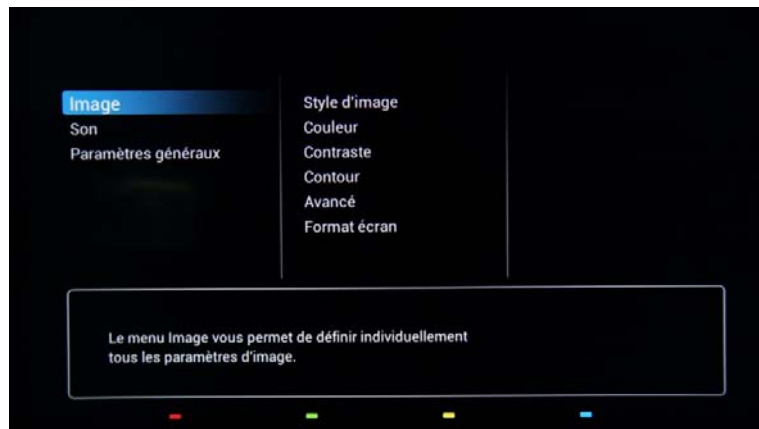 Image
Son
Paramètres généraux
Style d'image
Couleur
Contraste
Contour
Avancé
Format écran
Le menu Image vous permet de définir individuellement
tous les paramètres d'image.